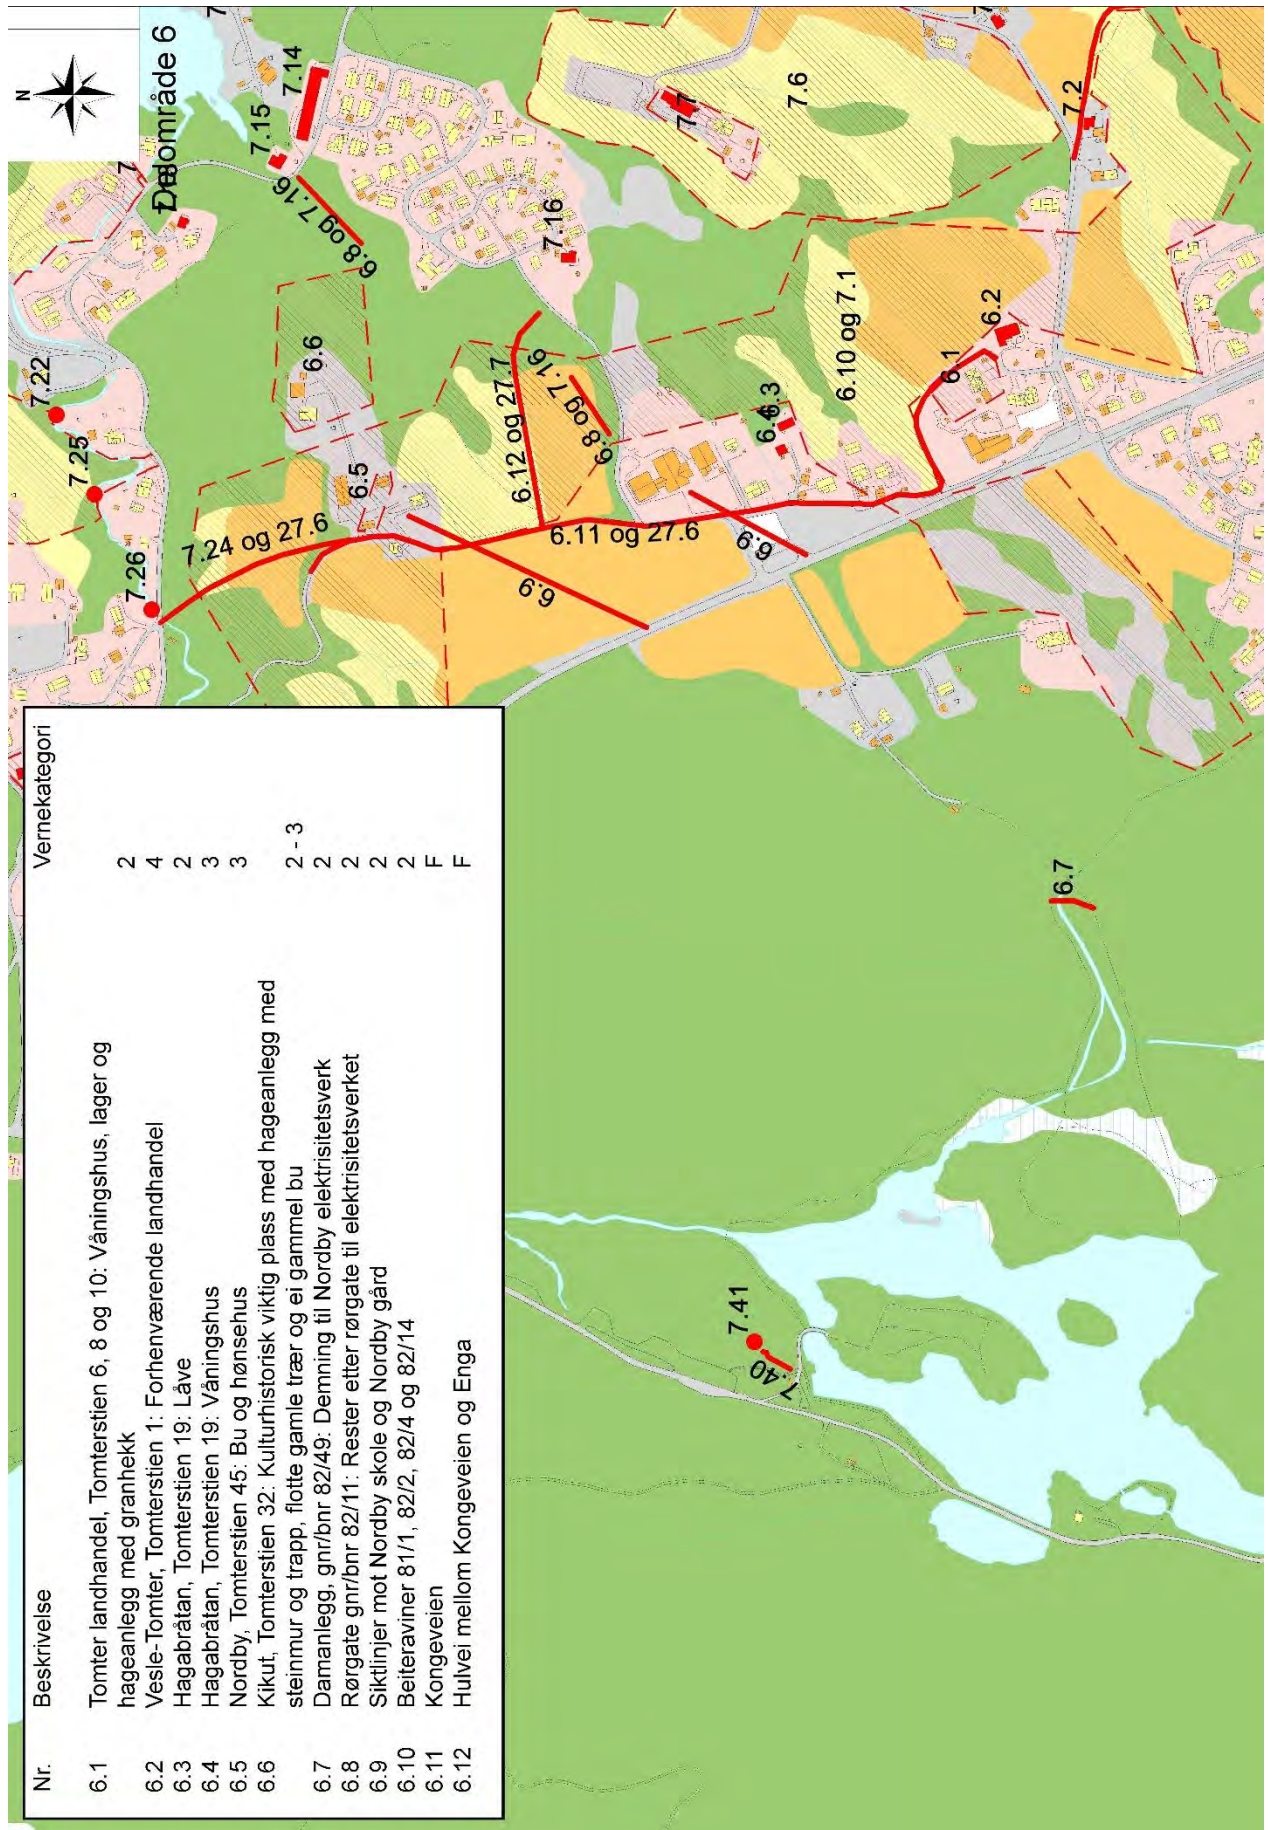 Delområde 6
N
Nr. Beskrivelse Vernekategori
6.1 Tomter landhandel, Tomterstien 6, 8 og 10: Våningshus, lager og
hageanlegg med granhekk 2
6.2 Vesle-Tomter, Tomterstien 1: Forhenværende landhandel 4
6.3 Hagabråtan, Tomterstien 19: Låve 2
6.4 Hagabråtan, Tomterstien 19: Våningshus 3
6.5 Nordby, Tomterstien 45: Bu og hønsehus 3
6.6 Kikut, Tomterstien 32: Kulturhistorisk viktig plass med hageanlegg med
steinmur og trapp, flotte gamle trær og ei gammel bu 2 - 3
6.7 Damanlegg, gnr/bnr 82/49: Demning til Nordby elektrisitetsverk 2
6.8 Rørgate gnr/bnr 82/11: Rester etter rørgate til elektrisitetsverket 2
6.9 Siktlinjer mot Nordby skole og Nordby gård 2
6.10 Beiteraviner 81/1, 82/2, 82/4 og 82/14 2
6.11 Kongeveien F
6.12 Hulvei mellom Kongeveien og Enga F
7.26
7.25
7.22
7.24 og 27.6
6.5
6.6
6.8 og 7.16
7.15
7.14
6.9
6.12 og 27.7
6.8 og 7.16
7.16
6.11 og 27.6
6.9
6.4
6.3
7.7
7.6
6.10 og 7.1
6.1
6.2
7.2
7.41
7.40
6.7